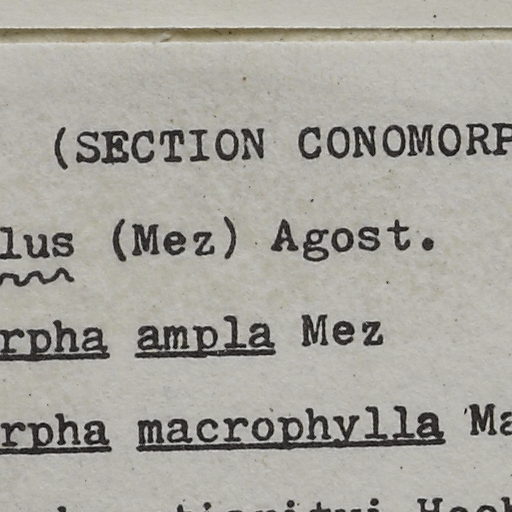 (SECTION CONOMORP
lus (Mez) Agost.
rpha ampla Mez
rpha macrophylla Ma